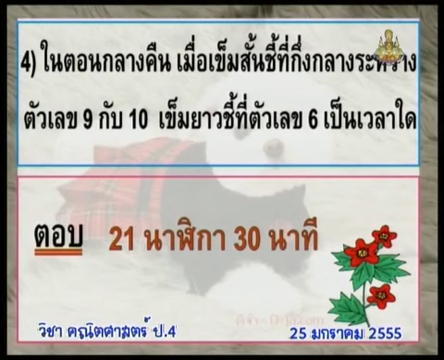 4) ในตอนกลางคืน เมื่อเข็มสั้นชี้ที่กึ่งกลางระหว่าง
ตัวเลข 9 กับ 10 เข็มยาวชี้ที่ตัวเลข 6 เป็นเวลาใด
ตอบ 21 นาฬิกา 30 นาที
วิชา คณิตศาสตร์ ป.4
25 มกราคม 2555